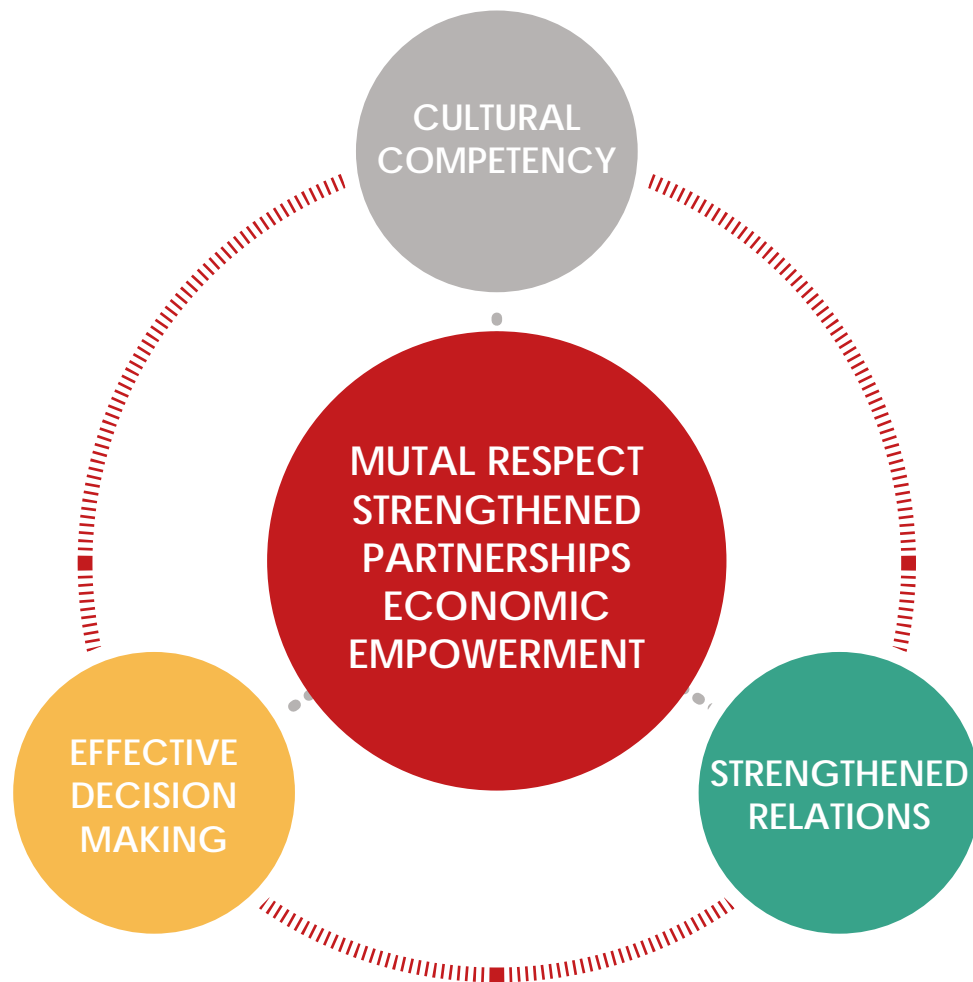 CULTURAL
COMPETENCY
MUTAL RESPECT
STRENGTHENED
PARTNERSHIPS
ECONOMIC
EMPOWERMENT
EFFECTIVE
DECISION
MAKING
STRENGTHENED
RELATIONS